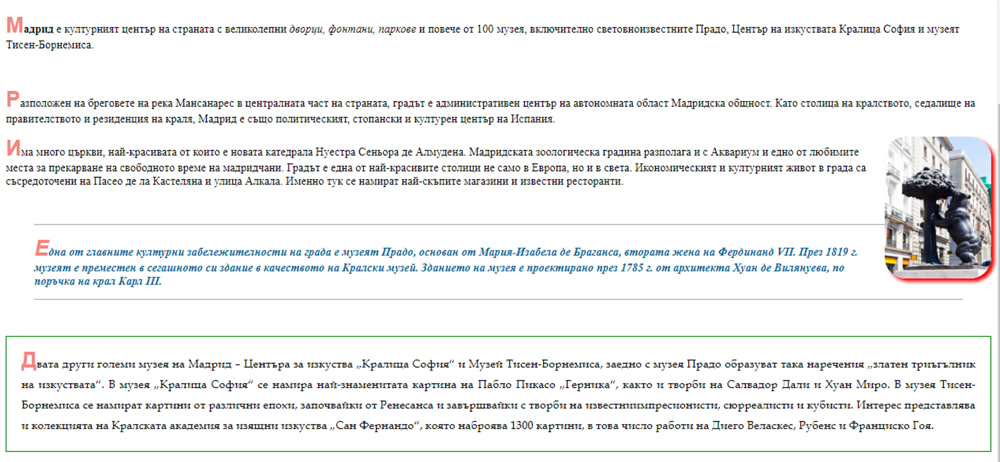 Мадрид е културният център на страната с великолепни дворци, фонтани, паркове и повече от 100 музея, включително световноизвестните Прадо, Център на изкуствата Кралица София и музеят
Тисен-Борнемиса.
Разположен на бреговете на река Мансанарес в централната част на страната, градът е административен център на автономната област Мадридска общност. Като столица на кралството, седалище на
правителството и резиденция на краля, Мадрид е също политическият, стопански и културен център на Испания.
Има много църкви, най-красивата от които е новата катедрала Нуестра Сеньора де Алмудена. Мадридската зоологическа градина разполага и с Аквариум и едно от любимите
места за прекарване на свободното време на мадридчани. Градът е една от най-красивите столици не само в Европа, но и в света. Икономическият и културният живот в града са
съсредоточени на Пасео де ла Кастеляна и улица Алкала. Именно тук се намират най-скъпите магазини и известни ресторанти.
Една от главните културни забележителности на града е музеят Прадо, основан от Мария-Изабела де Браганса, втората жена на Фердинанд VII. През 1819 г.
музеят е преместен в сегашното си здание в качеството на Кралски музей. Зданието на музея е проектирано през 1785 г. от архитекта Хуан де Вилянуева, по
поръчка на крал Карл III.
Двата други големи музея на Мадрид – Центъра за изкуства „Кралица София“ и Музей Тисен-Борнемиса, заедно с музея Прадо образуват така наречения „златен триъгълник
на изкуствата“. В музея „Кралица София“ се намира най-знаменитата картина на Пабло Пикасо „Герника“, както и творби на Салвадор Дали и Хуан Миро. В музея Тисен-
Борнемиса се намират картини от различни епохи, започвайки от Ренесанса и завършвайки с творби на известниимпресионисти, сюрреалисти и кубисти. Интерес представлява
и колекцията на Кралската академия за изящни изкуства „Сан Фернандо“, която наброява 1300 картини, в това число работи на Диего Веласкес, Рубенс и Франциско Гоя.